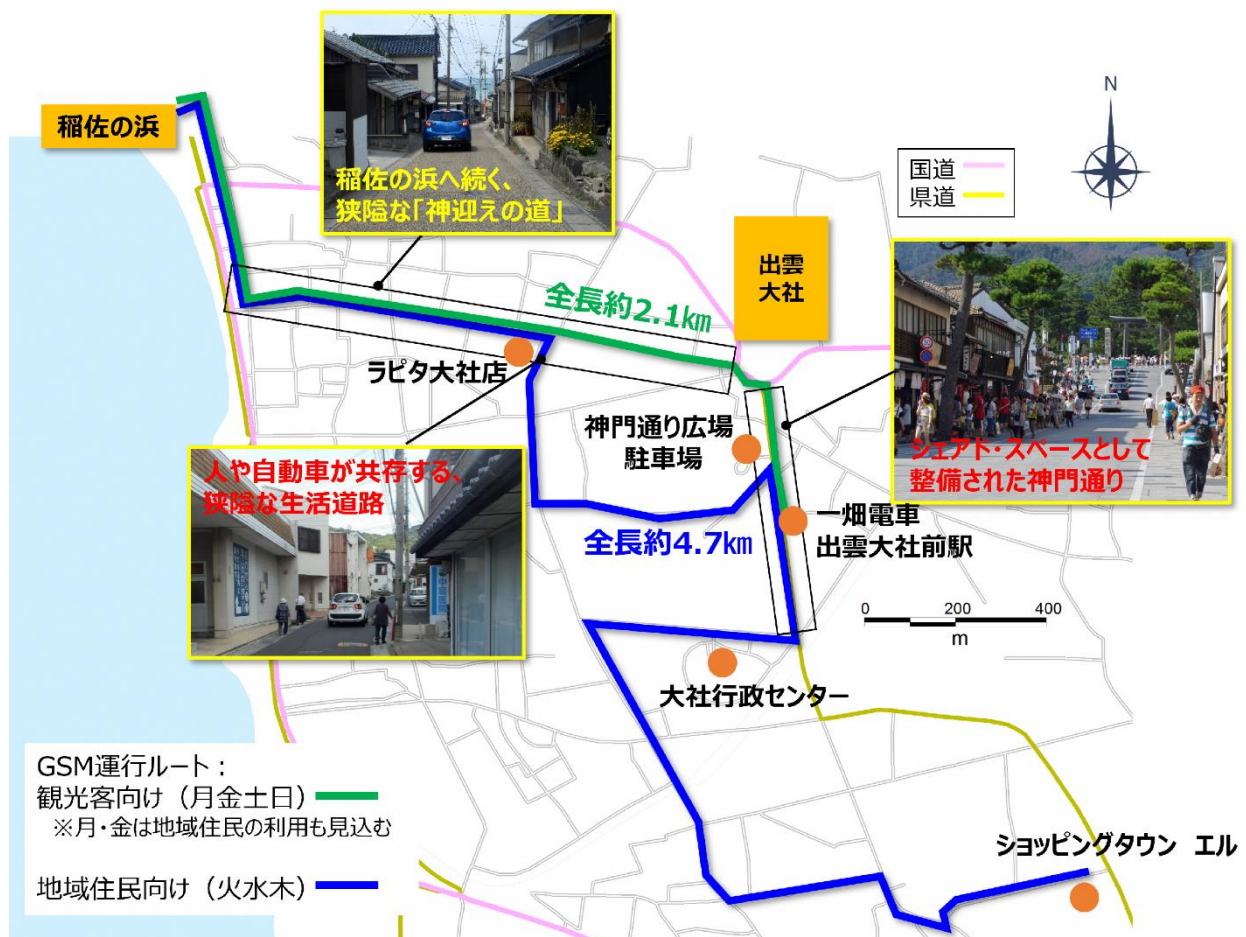 稲佐の浜
稲佐の浜へ続く、
狭隘な「神迎えの道」
N
国道
県道
出雲
大社
全長約2.1㎞
ラピタ大社店
神門通り広場
駐車場
シェアド・スペースとして
整備された神門通り
人や自動車が共存する、
狭隘な生活道路
全長約4.7㎞
一畑電車
出雲大社前駅
0 200 400
m
大社行政センター
GSM運行ルート：
観光客向け（月金土日）
※月・金は地域住民の利用も見込む
地域住民向け（火水木）
ショッピングタウン エル